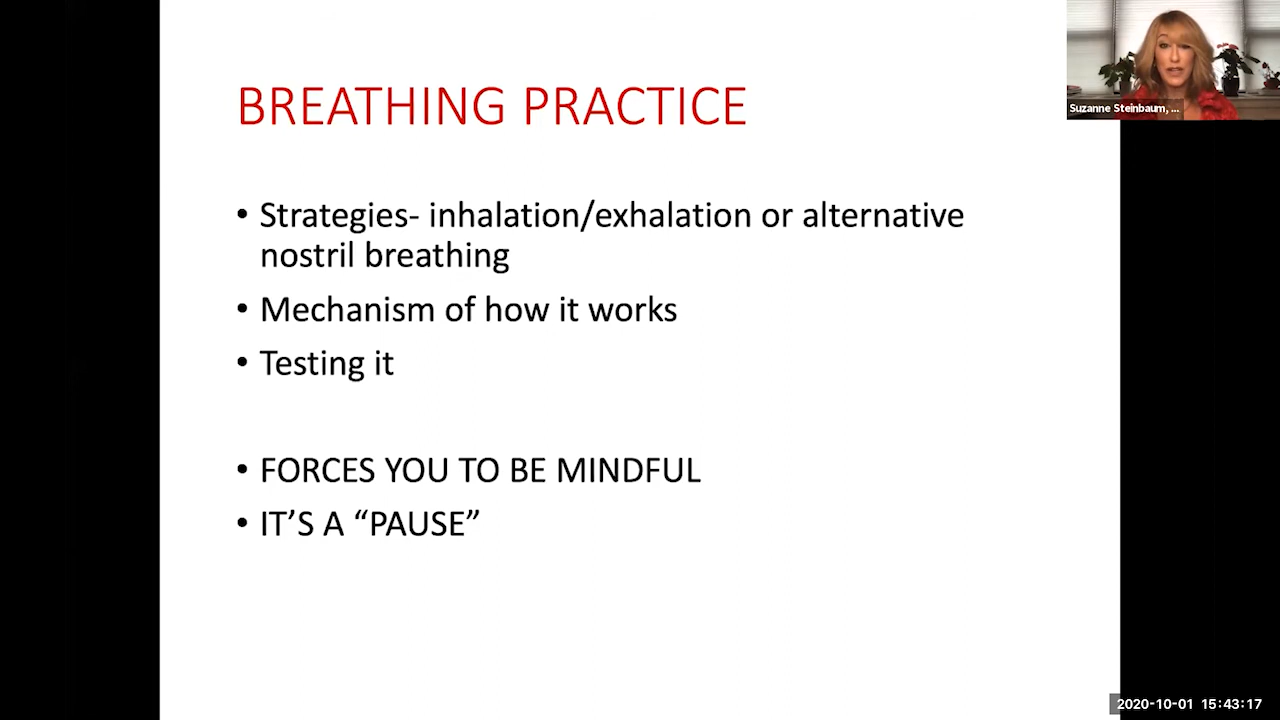 BREATHING PRACTICE
Suzanne Steinbaum, ...
• Strategies- inhalation/exhalation or alternative
nostril breathing
• Mechanism of how it works
• Testing it
• FORCES YOU TO BE MINDFUL
• IT’S A “PAUSE”
2020-10-01 15:43:17